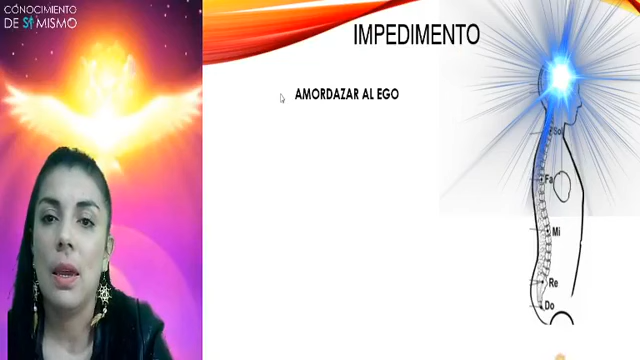 CONOCIMIENTO
DE SÍ MISMO
IMPEDIMENTO
AMORDAZAR AL EGO
Sol
Fa
Mi
Re
Do